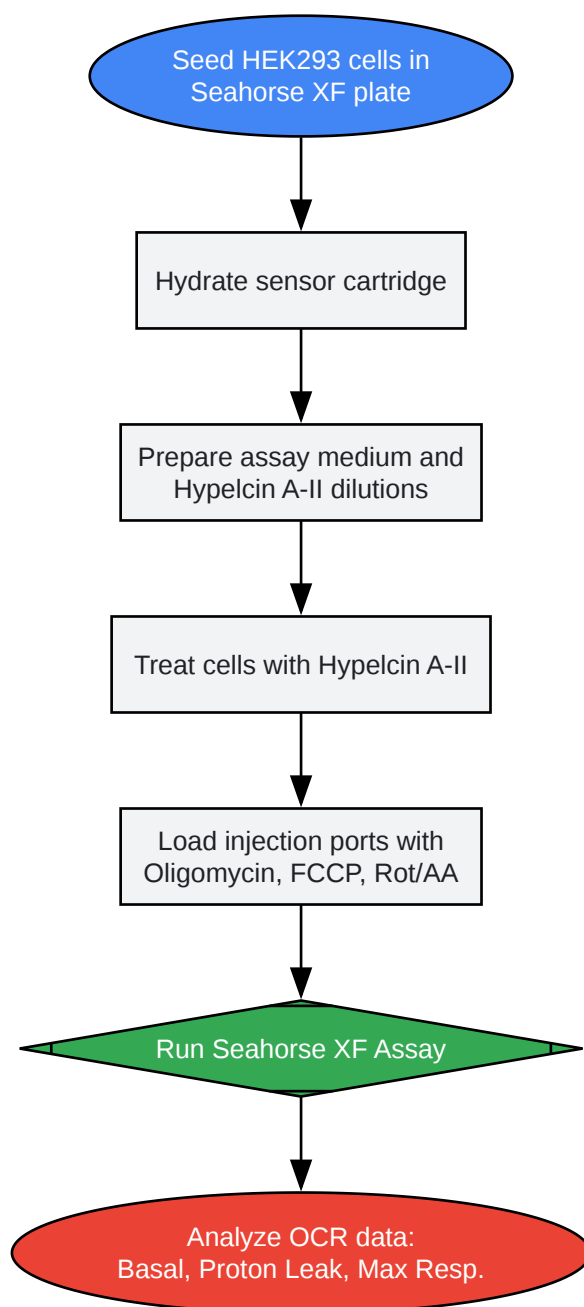 Seed HEK293 cells in
Seahorse XF plate
Hydrate sensor cartridge
Prepare assay medium and
Hypelcin A-II dilutions
Treat cells with Hypelcin A-II
Load injection ports with
Oligomycin, FCCP, Rot/AA
Run Seahorse XF Assay
Analyze OCR data:
Basal, Proton Leak, Max Resp.